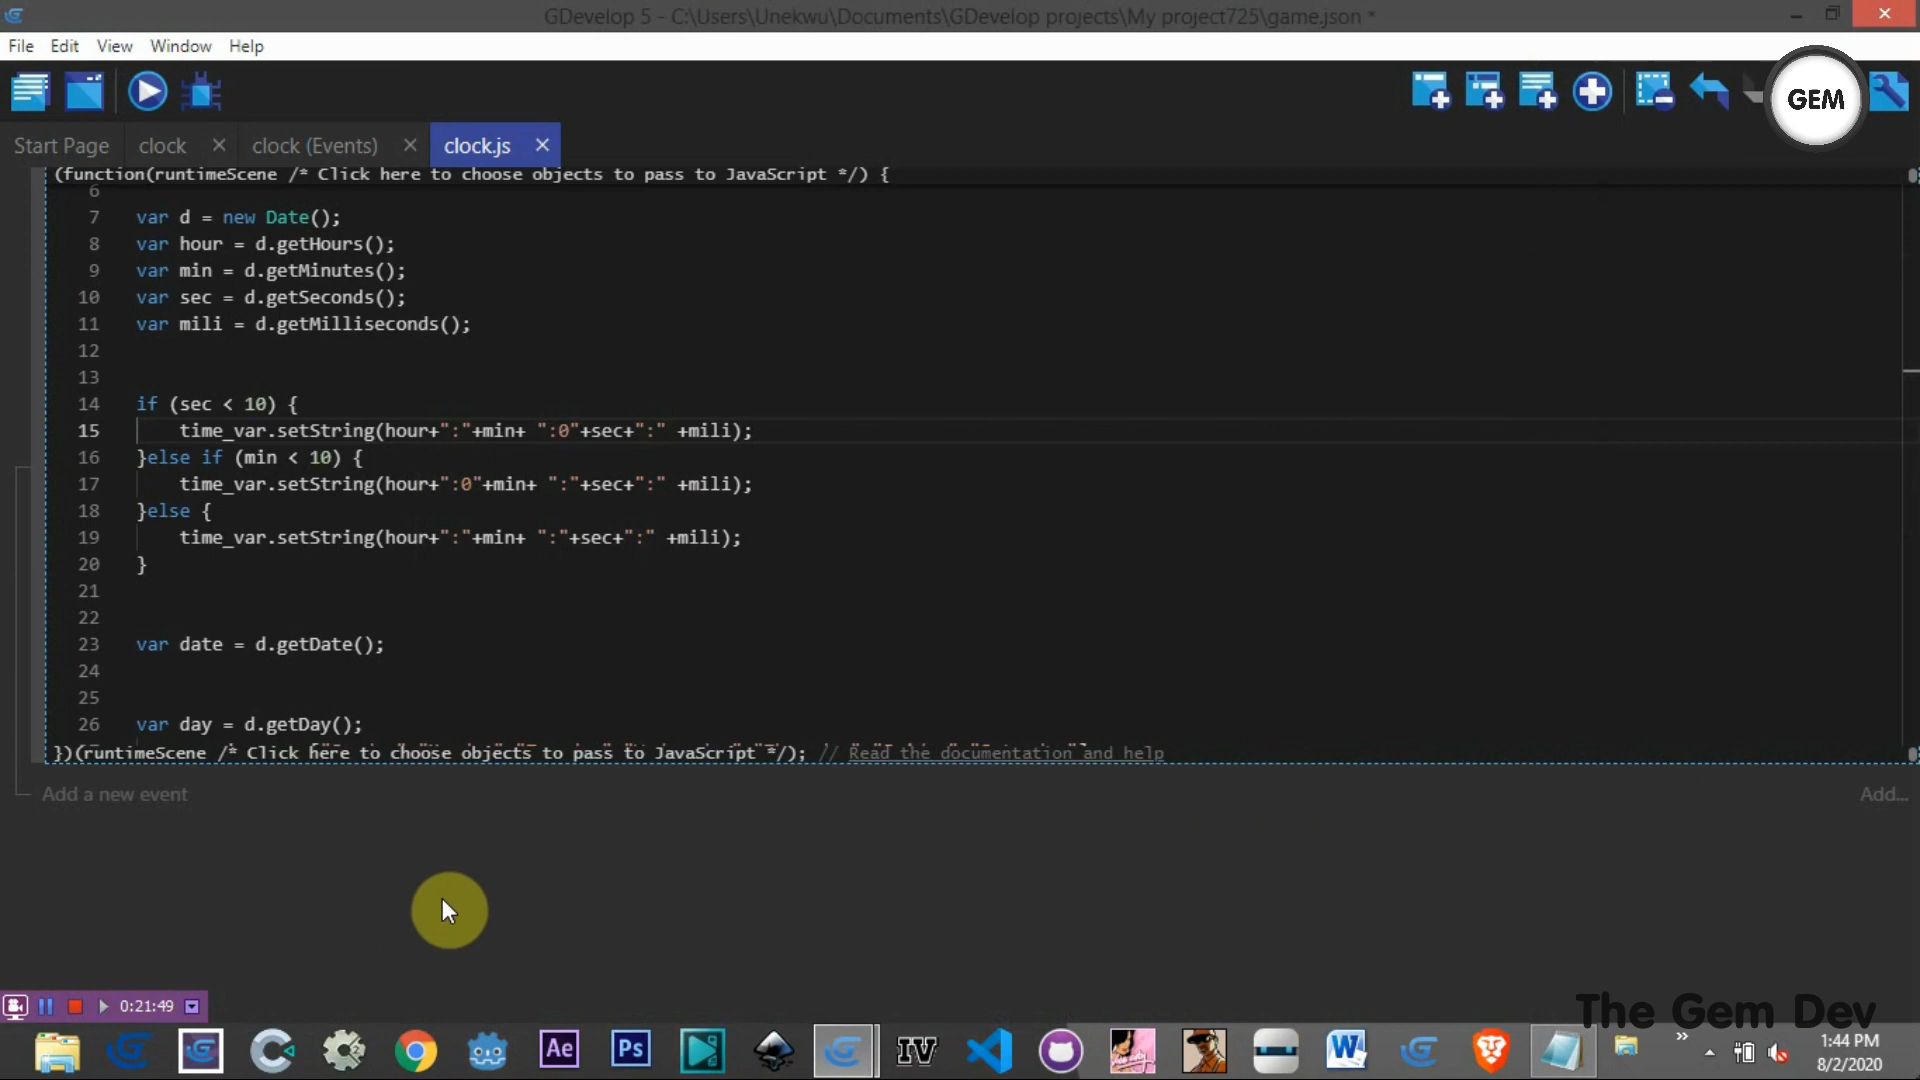 GDevelop 5 - C:\Users\Unekwu\Documents\GDevelop projects\My project725\game.json *
File Edit View Window Help
GEM
Start Page clock clock (Events) clock.js
(function(runtimeScene /* Click here to choose objects to pass to JavaScript */) {
6
7 var d = new Date();
8 var hour = d.getHours();
9 var min = d.getMinutes();
10 var sec = d.getSeconds();
11 var mili = d.getMilliseconds();
12
13
14 if (sec < 10) {
15 time_var.setString(hour+":"+min+ ":0"+sec+":" +mili);
16 }else if (min < 10) {
17 time_var.setString(hour+":0"+min+ ":"+sec+":" +mili);
18 }else {
19 time_var.setString(hour+":"+min+ ":"+sec+":" +mili);
20 }
21
22
23 var date = d.getDate();
24
25
26 var day = d.getDay();
})(runtimeScene /* Click here to choose objects to pass to JavaScript */); // Read the documentation and help
Add a new event Add...
0:21:49
The Gem Dev
Ae Ps IV
1:44 PM
8/2/2020